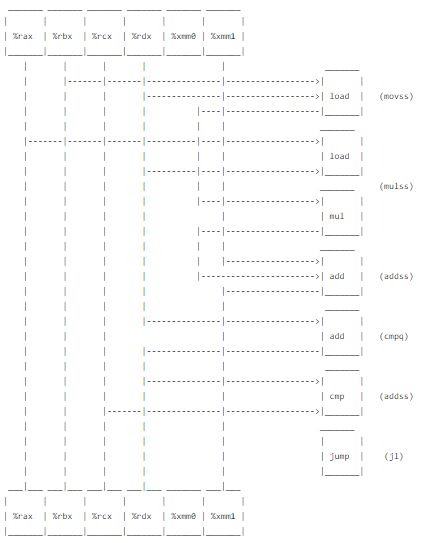 %rax %rbx %rcx %rdx %xmm0 %xmm1
load (movss)
load
(mulss)
mul
add (addss)
add (cmpq)
cmp (addss)
jump (jl)
%rax %rbx %rcx %rdx %xmm0 %xmm1